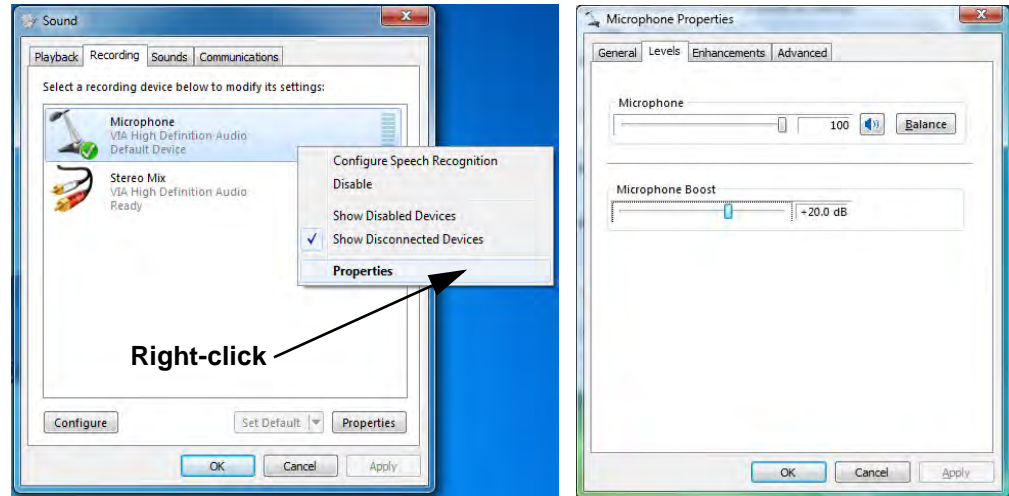 Sound
Playback Recording Sounds Communications
Select a recording device below to modify its settings:
Microphone
VIA High Definition Audio
Default Device
Stereo Mix
VIA High Definition Audio
Ready
Configure Speech Recognition
Disable
Show Disabled Devices
Show Disconnected Devices
Properties
Right-click
Configure Set Default Properties
OK Cancel Apply
Microphone Properties
General Levels Enhancements Advanced
Microphone
100 Balance
Microphone Boost
+20.0 dB
OK Cancel Apply